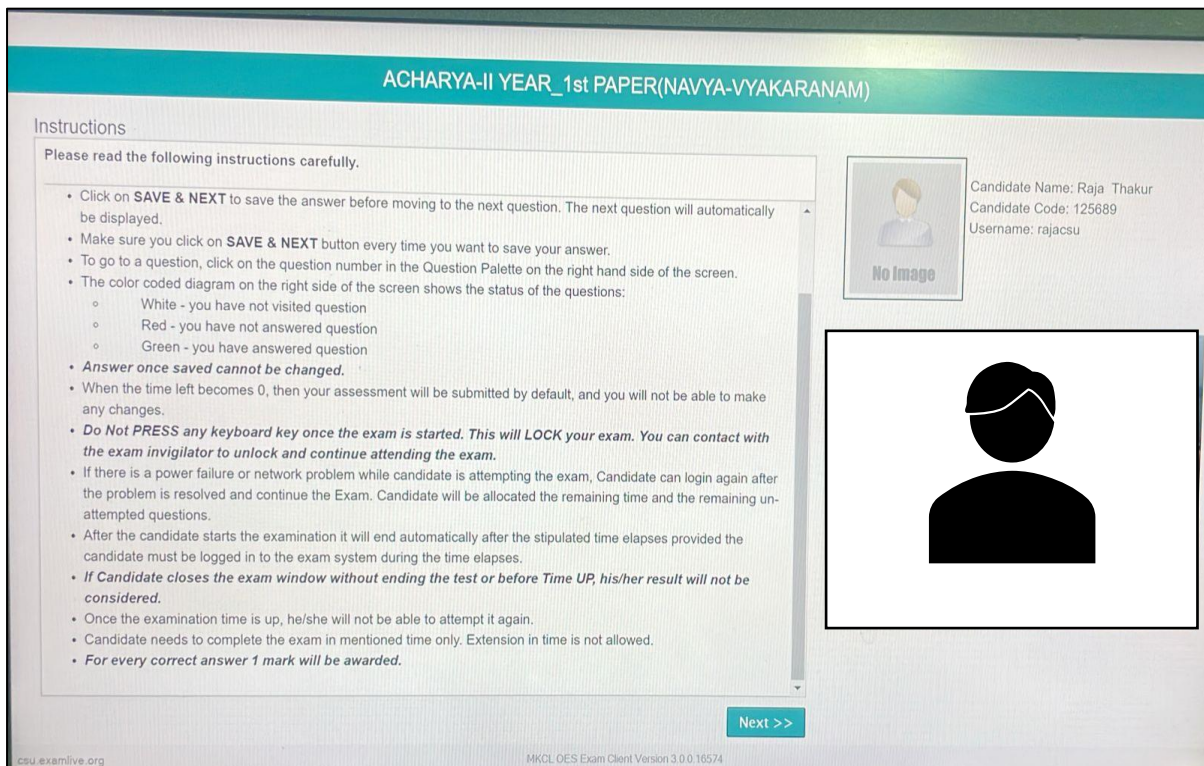 ACHARYA-II YEAR_1st PAPER(NAVYA-VYAKARANAM)
Instructions
Please read the following instructions carefully.
• Click on SAVE & NEXT to save the answer before moving to the next question. The next question will automatically
be displayed.
• Make sure you click on SAVE & NEXT button every time you want to save your answer.
• To go to a question, click on the question number in the Question Palette on the right hand side of the screen.
• The color coded diagram on the right side of the screen shows the status of the questions:
○ White - you have not visited question
○ Red - you have not answered question
○ Green - you have answered question
• Answer once saved cannot be changed.
• When the time left becomes 0, then your assessment will be submitted by default, and you will not be able to make
any changes.
• Do Not PRESS any keyboard key once the exam is started. This will LOCK your exam. You can contact with
the exam invigilator to unlock and continue attending the exam.
• If there is a power failure or network problem while candidate is attempting the exam, Candidate can login again after
the problem is resolved and continue the Exam. Candidate will be allocated the remaining time and the remaining un-
attempted questions.
• After the candidate starts the examination it will end automatically after the stipulated time elapses provided the
candidate must be logged in to the exam system during the time elapses.
• If Candidate closes the exam window without ending the test or before Time UP, his/her result will not be
considered.
• Once the examination time is up, he/she will not be able to attempt it again.
• Candidate needs to complete the exam in mentioned time only. Extension in time is not allowed.
• For every correct answer 1 mark will be awarded.
Next >>
No Image
Candidate Name: Raja Thakur
Candidate Code: 125689
Username: rajacsu
csu.examlive.org
MKCL OES Exam Client Version 3.0.0.16574